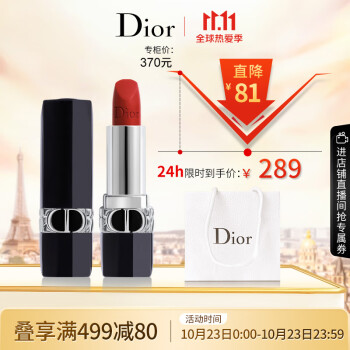 Dior
11.11
全球热爱季
专柜价:
370元
直降
¥81
Dior
24h限时到手价:¥ 289
Dior
进店铺直播间抢专属券
叠享满499减80
活动时间
10月23日0:00-10月23日23:59